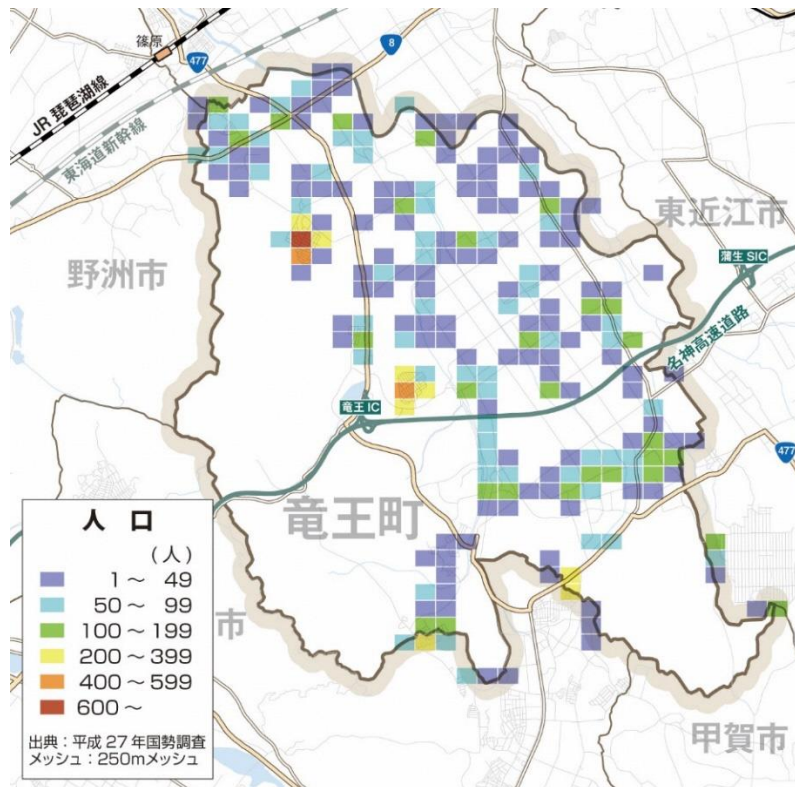 篠原
477
8
JR 琵琶湖線
東海道新幹線
東近江市
蒲生 SIC
野洲市
名神高速道路
竜王 IC
477
竜王町
市
甲賀市
人 口
(人)
1 ～ 49
50 ～ 99
100 ～ 199
200 ～ 399
400 ～ 599
600 ～
出典：平成 27 年国勢調査
メッシュ：250mメッシュ